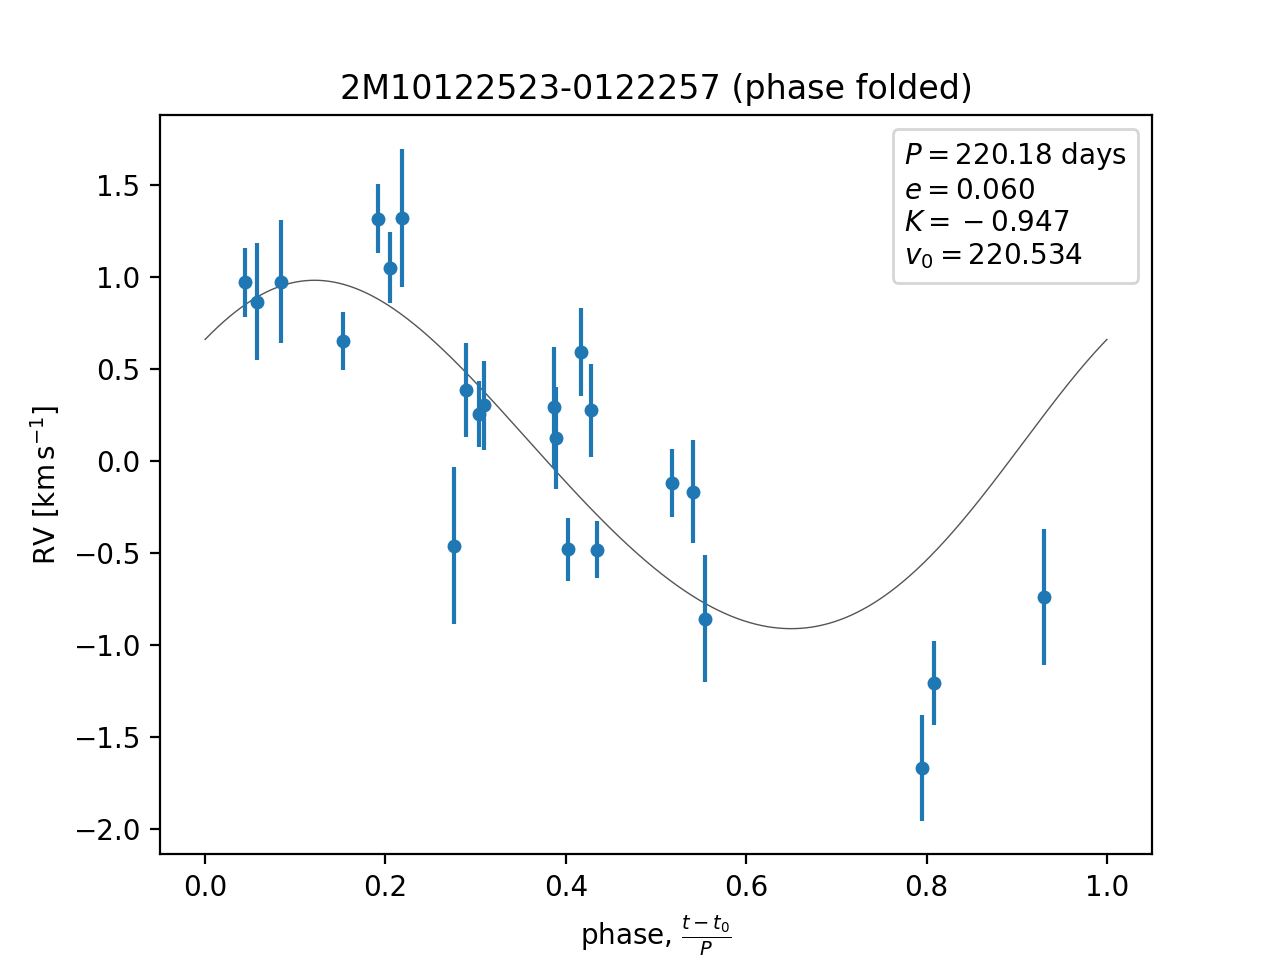 2M10122523-0122257 (phase folded)
P = 220.18 days
e = 0.060
K = −0.947
v₀ = 220.534
1.5
1.0
0.5
0.0
−0.5
−1.0
−1.5
−2.0
RV [km s⁻¹]
0.0 0.2 0.4 0.6 0.8 1.0
phase, (t − t₀)/P